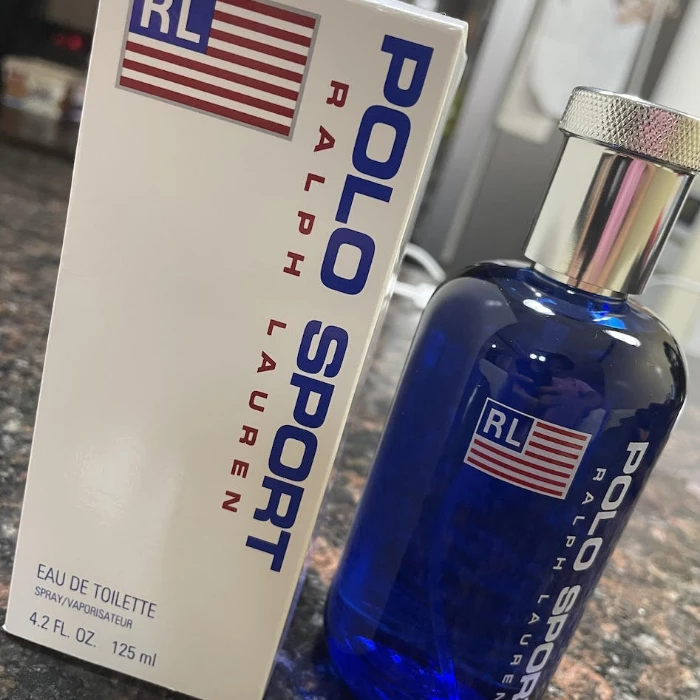 RL
POLO SPORT
RALPH LAUREN
EAU DE TOILETTE
SPRAY/VAPORISATEUR
4.2 FL. OZ. 125 ml
RL
POLO SPOR
RALPH LAUREN